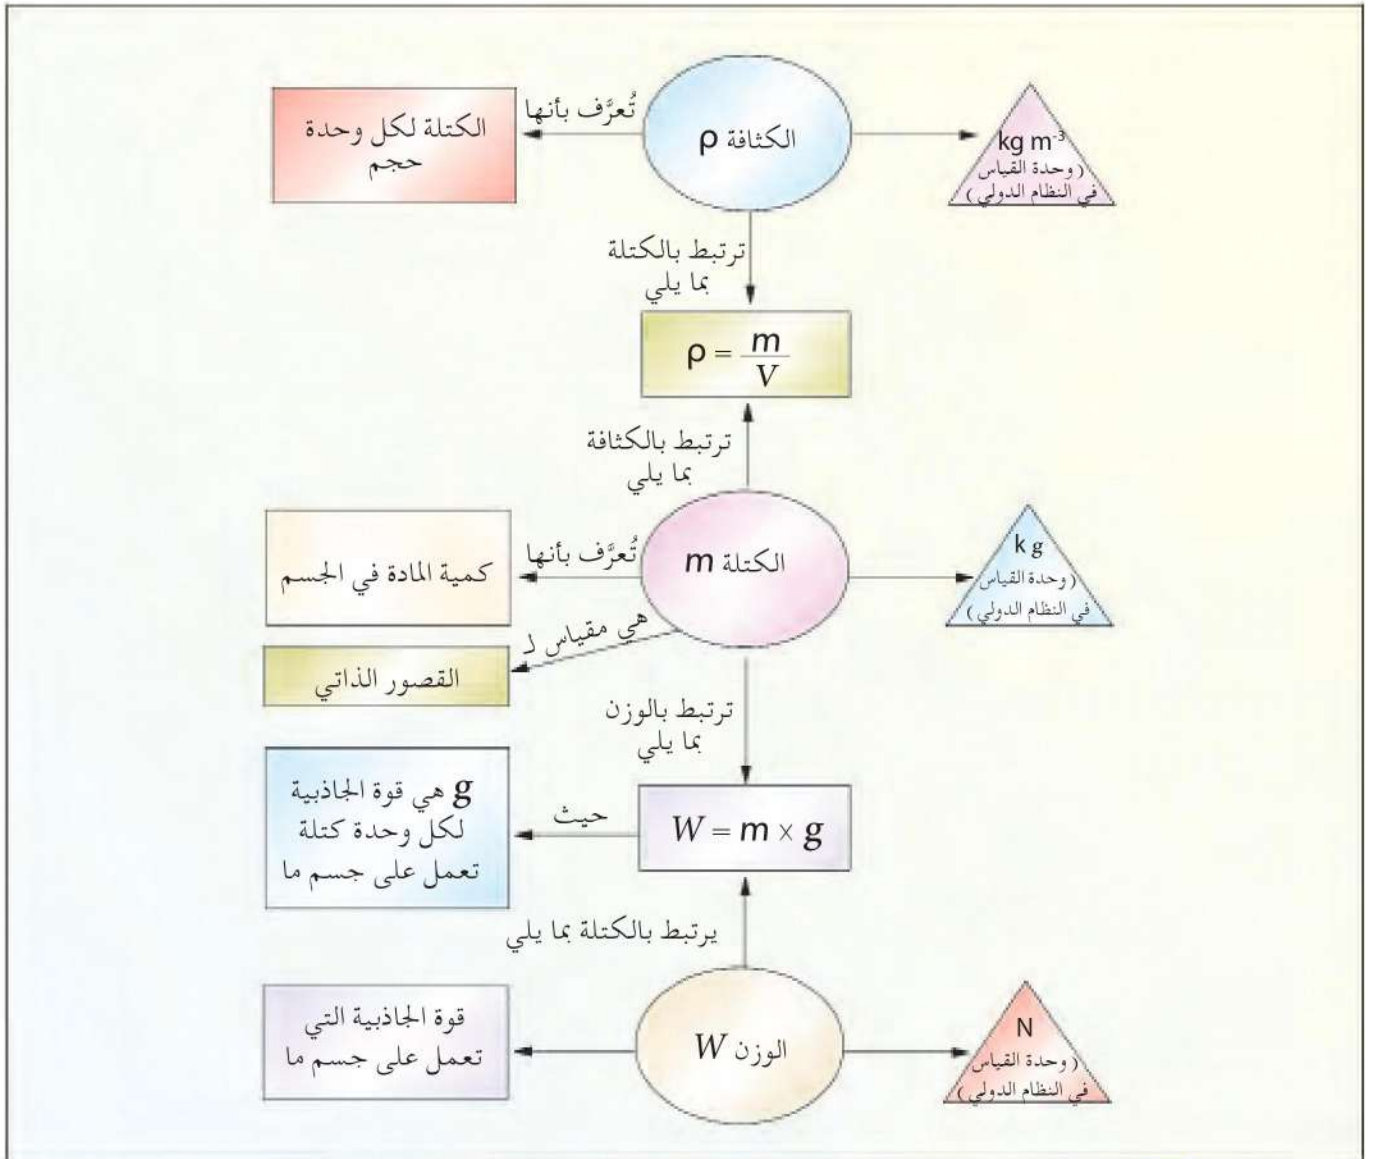 الكثافة ρ
تُعرَّف بأنها
الكتلة لكل وحدة
حجم
kg m⁻³
( وحدة القياس
في النظام الدولي )
ترتبط بالكتلة
بما يلي
ρ = m / V
ترتبط بالكثافة
بما يلي
الكتلة m
تُعرَّف بأنها
كمية المادة في الجسم
kg
( وحدة القياس
في النظام الدولي )
هي مقياس لـ
القصور الذاتي
ترتبط بالوزن
بما يلي
W = m × g
حيث
g هي قوة الجاذبية
لكل وحدة كتلة
تعمل على جسم ما
يرتبط بالكتلة بما يلي
الوزن W
قوة الجاذبية التي
تعمل على جسم ما
N
( وحدة القياس
في النظام الدولي )